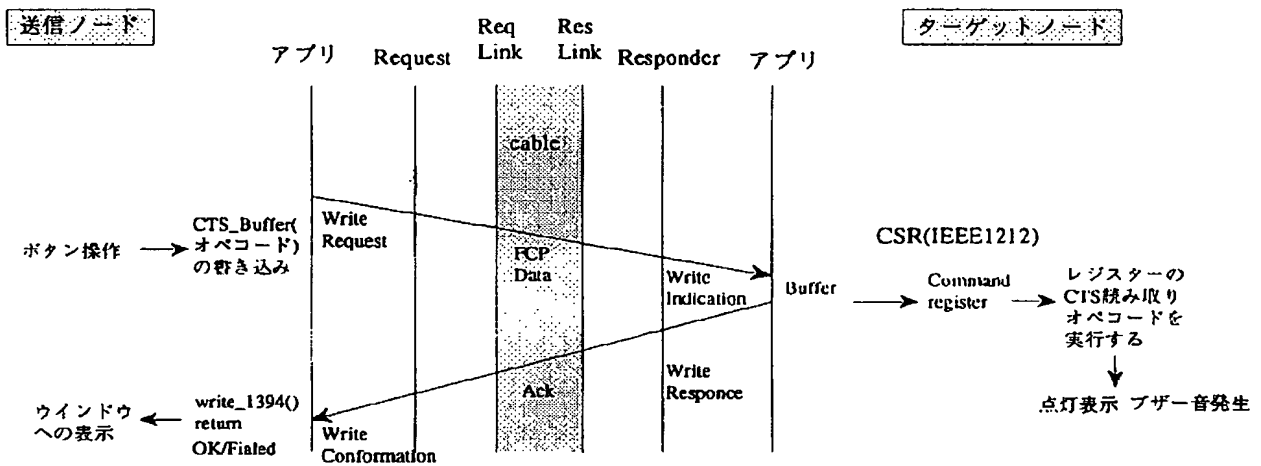 送信ノード
ターゲットノード
アプリ
Request
Req
Link
Res
Link
Responder
アプリ
cable
ボタン操作
CTS_Buffer(
オペコード)
の書き込み
Write
Request
FCP
Data
Write
Indication
Buffer
CSR(IEEE1212)
Command
register
レジスターの
CTS読み取り
オペコードを
実行する
点灯表示 ブザー音発生
Write
Responce
Ack
ウインドウ
への表示
write_1394()
return
OK/Fialed
Write
Conformation